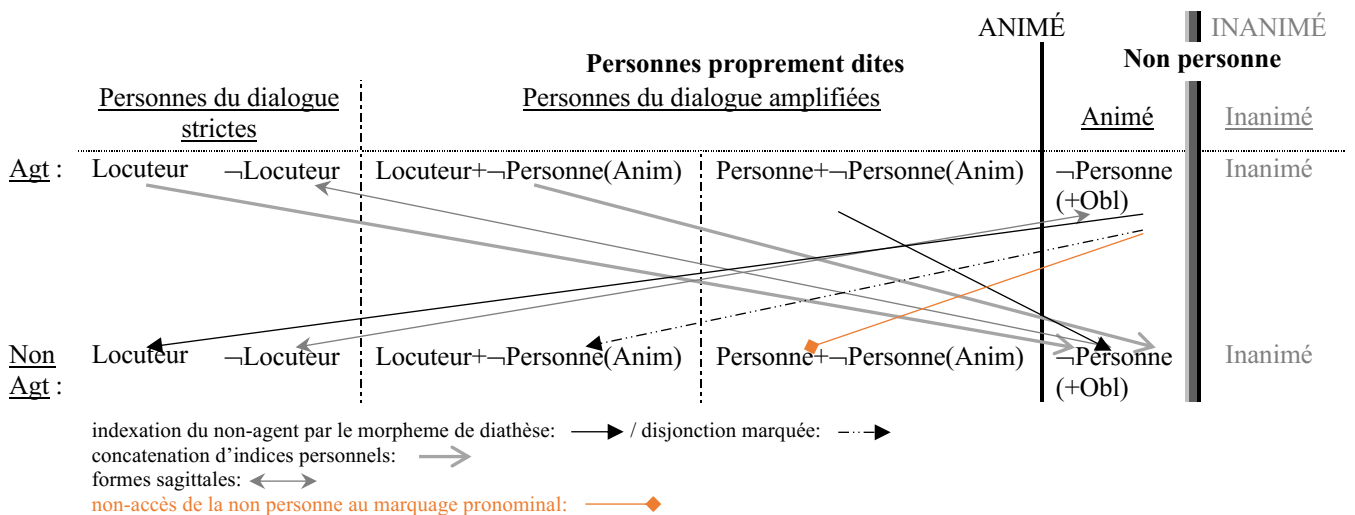 ANIMÉ INANIMÉ
Personnes proprement dites Non personne
Personnes du dialogue strictes Personnes du dialogue amplifiées Animé Inanimé
Agt : Locuteur ¬Locuteur Locuteur+¬Personne(Anim) Personne+¬Personne(Anim) ¬Personne (+Obl) Inanimé
Non Agt : Locuteur ¬Locuteur Locuteur+¬Personne(Anim) Personne+¬Personne(Anim) ¬Personne (+Obl) Inanimé
indexation du non-agent par le morpheme de diathèse: / disjonction marquée:
concatenation d’indices personnels:
formes sagittales:
non-accès de la non personne au marquage pronominal: